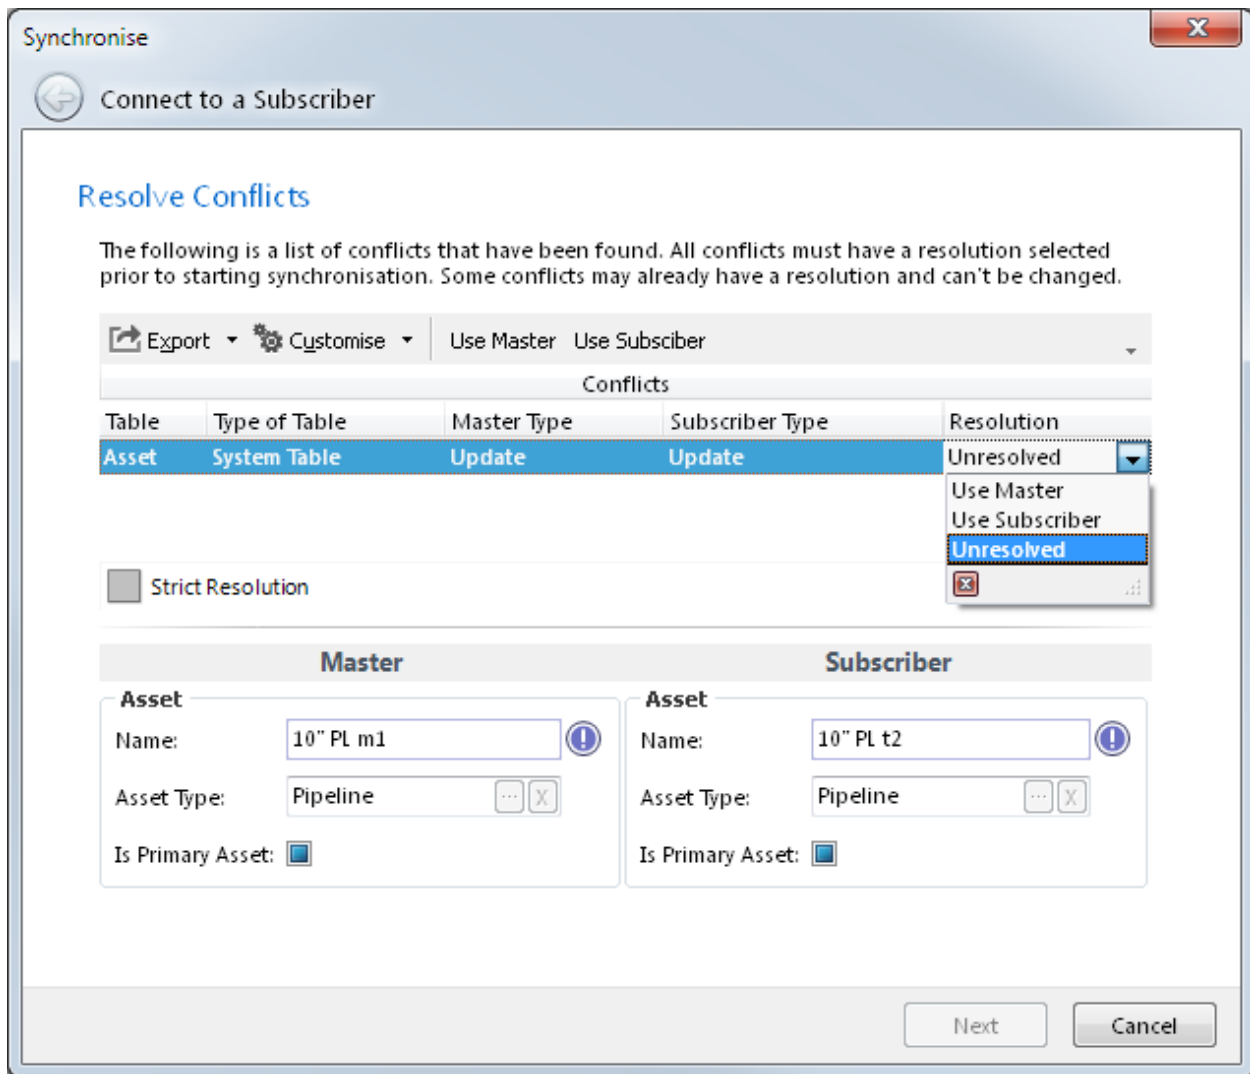 Synchronise
Connect to a Subscriber
Resolve Conflicts
The following is a list of conflicts that have been found. All conflicts must have a resolution selected
prior to starting synchronisation. Some conflicts may already have a resolution and can't be changed.
Export Customise Use Master Use Subsciber
Conflicts
Table Type of Table Master Type Subscriber Type Resolution
Asset System Table Update Update Unresolved
Use Master
Use Subscriber
Unresolved
Strict Resolution
Master Subscriber
Asset Asset
Name: 10" PL m1 Name: 10" PL t2
Asset Type: Pipeline ... X Asset Type: Pipeline ... X
Is Primary Asset: Is Primary Asset:
Next Cancel